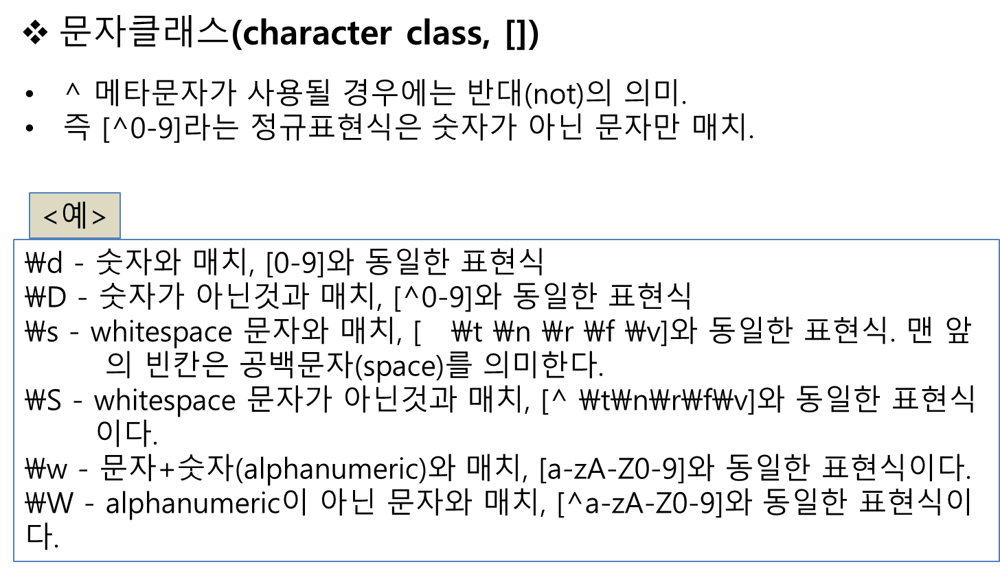 ❖ 문자클래스(character class, [])
• ^ 메타문자가 사용될 경우에는 반대(not)의 의미.
• 즉 [^0-9]라는 정규표현식은 숫자가 아닌 문자만 매치.
<예>
₩d - 숫자와 매치, [0-9]와 동일한 표현식
₩D - 숫자가 아닌것과 매치, [^0-9]와 동일한 표현식
₩s - whitespace 문자와 매치, [  ₩t ₩n ₩r ₩f ₩v]와 동일한 표현식. 맨 앞
의 빈칸은 공백문자(space)를 의미한다.
₩S - whitespace 문자가 아닌것과 매치, [^ ₩t₩n₩r₩f₩v]와 동일한 표현식
이다.
₩w - 문자+숫자(alphanumeric)와 매치, [a-zA-Z0-9]와 동일한 표현식이다.
₩W - alphanumeric이 아닌 문자와 매치, [^a-zA-Z0-9]와 동일한 표현식이
다.